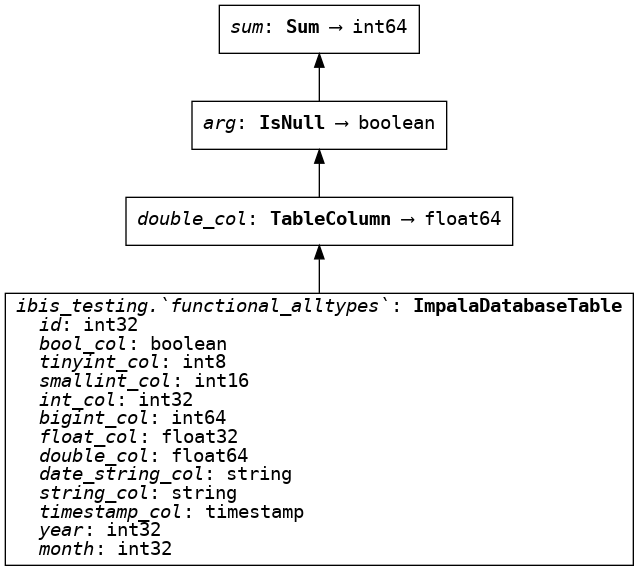 sum: Sum → int64
arg: IsNull → boolean
double_col: TableColumn → float64
ibis_testing.`functional_alltypes`: ImpalaDatabaseTable
id: int32
bool_col: boolean
tinyint_col: int8
smallint_col: int16
int_col: int32
bigint_col: int64
float_col: float32
double_col: float64
date_string_col: string
string_col: string
timestamp_col: timestamp
year: int32
month: int32